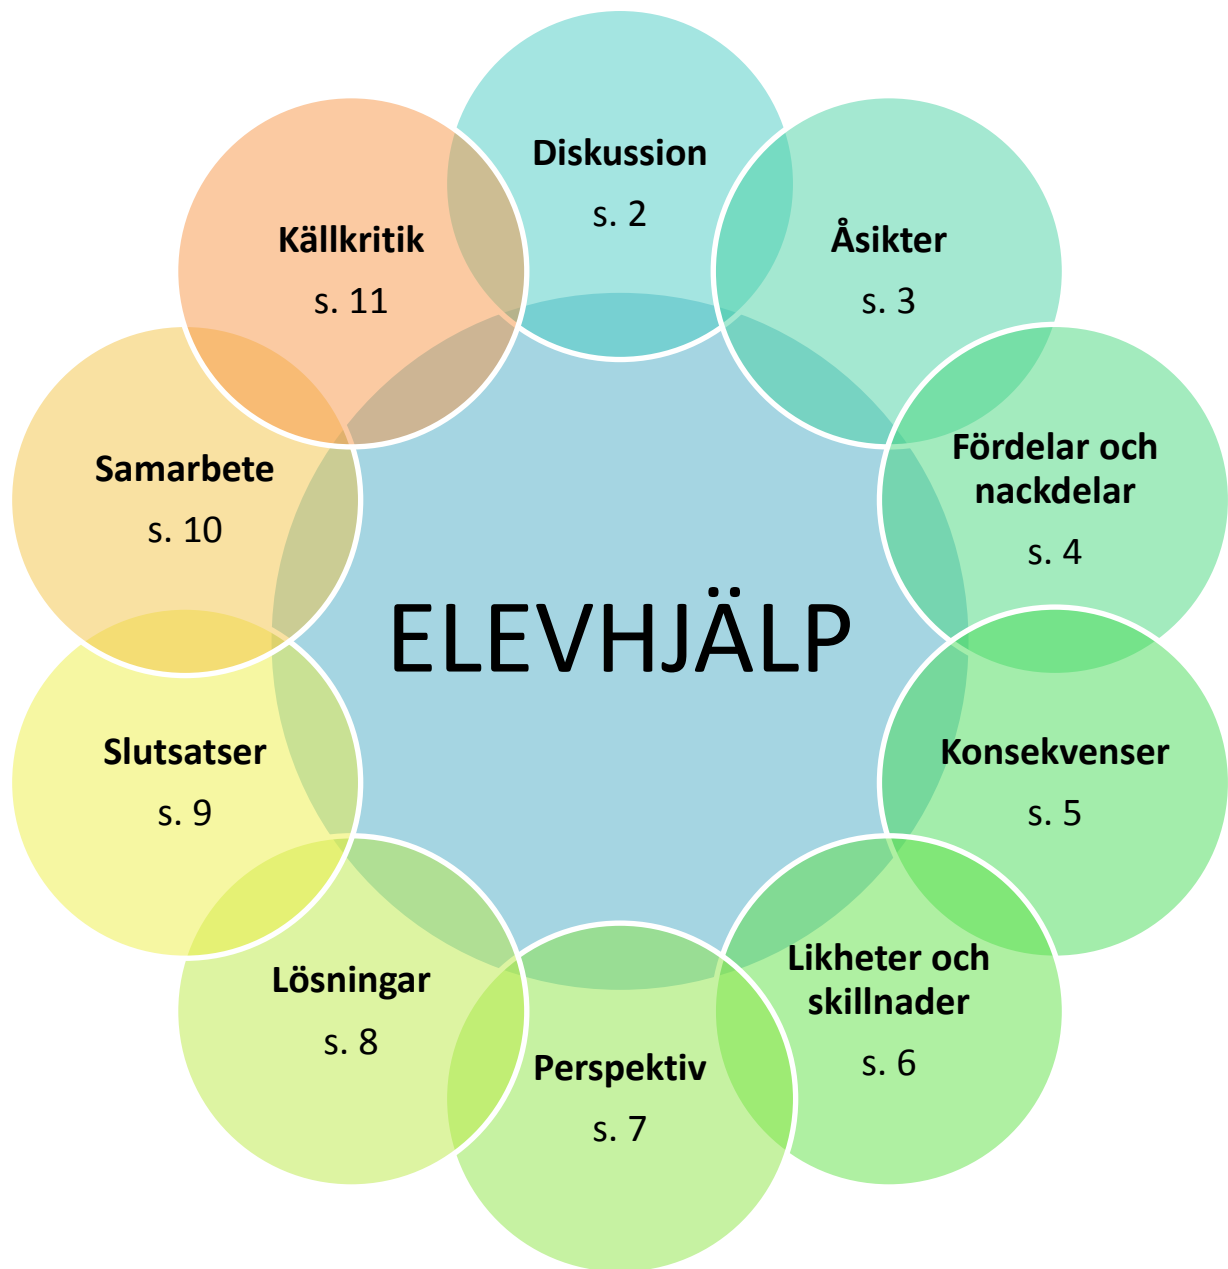 Diskussion
s. 2
Åsikter
s. 3
Fördelar och
nackdelar
s. 4
Konsekvenser
s. 5
Likheter och
skillnader
s. 6
Perspektiv
s. 7
Lösningar
s. 8
Slutsatser
s. 9
Samarbete
s. 10
Källkritik
s. 11
ELEVHJÄLP